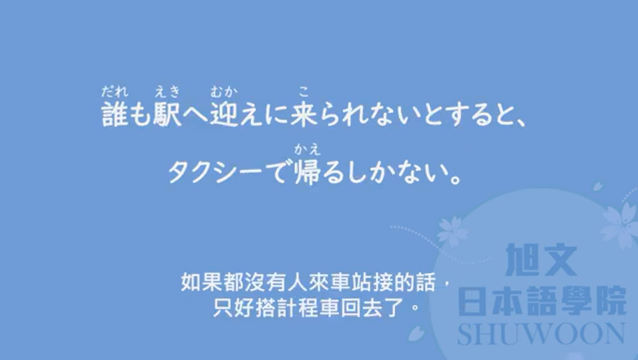 だれ えき むか こ
誰も駅へ迎えに来られないとすると、
かえ
タクシーで帰るしかない。
如果都沒有人來車站接的話，
只好搭計程車回去了。
旭文
日本語學院
SHUWOON